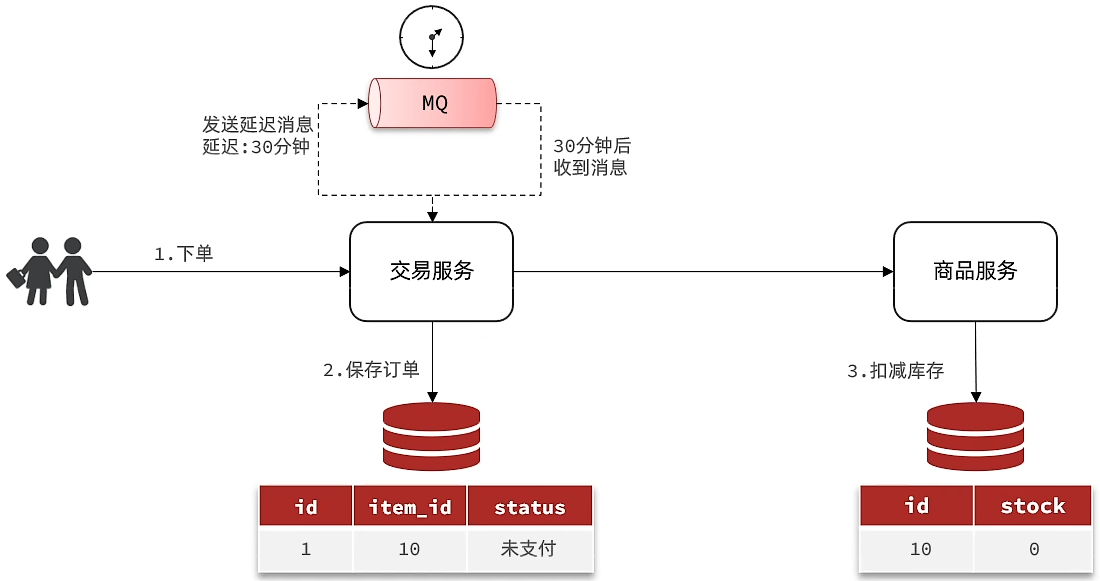 MQ
发送延迟消息
延迟:30分钟
30分钟后
收到消息
1.下单
交易服务
商品服务
2.保存订单
3.扣减库存
id item_id status
1 10 未支付
id stock
10 0